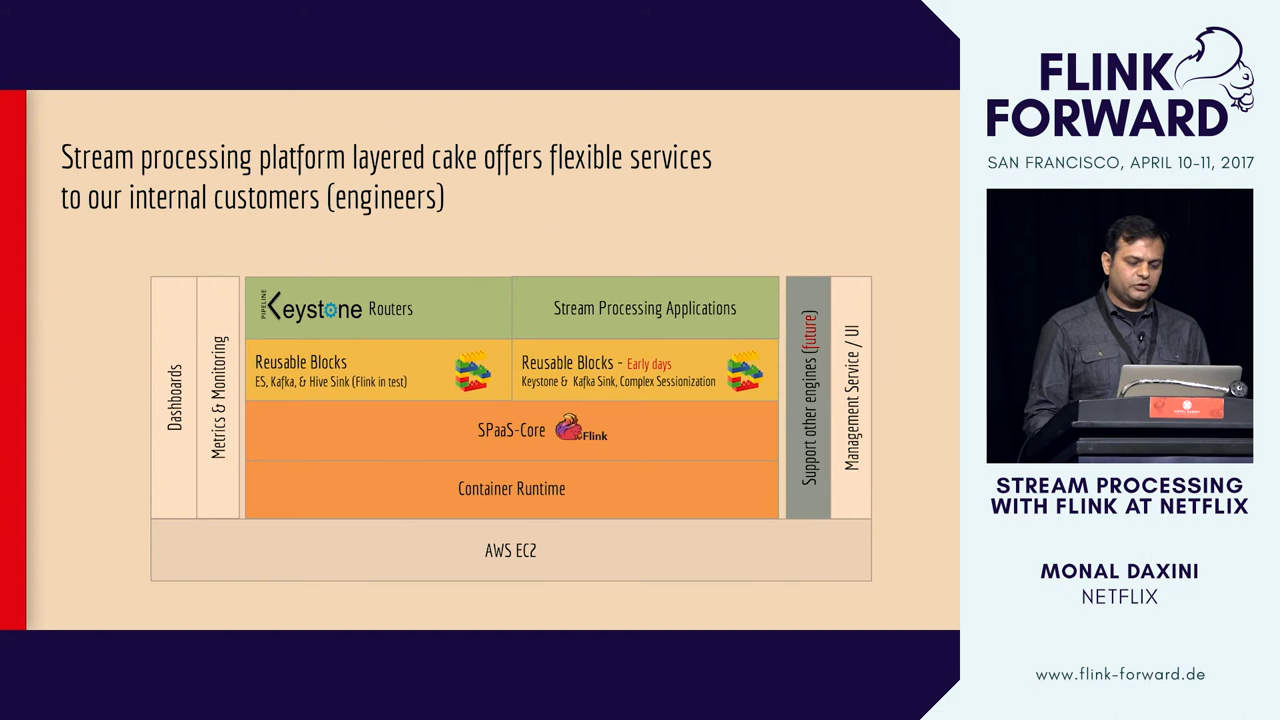 Stream processing platform layered cake offers flexible services
to our internal customers (engineers)
Dashboards
Metrics & Monitoring
PIPELINE
Keystone Routers
Stream Processing Applications
Reusable Blocks
ES, Kafka, & Hive Sink (Flink in test)
Reusable Blocks - Early days
Keystone & Kafka Sink, Complex Sessionization
SPaaS-Core
Flink
Container Runtime
Support other engines (future)
Management Service / UI
AWS EC2
FLINK
FORWARD
SAN FRANCISCO, APRIL 10-11, 2017
STREAM PROCESSING
WITH FLINK AT NETFLIX
MONAL DAXINI
NETFLIX
www.flink-forward.de